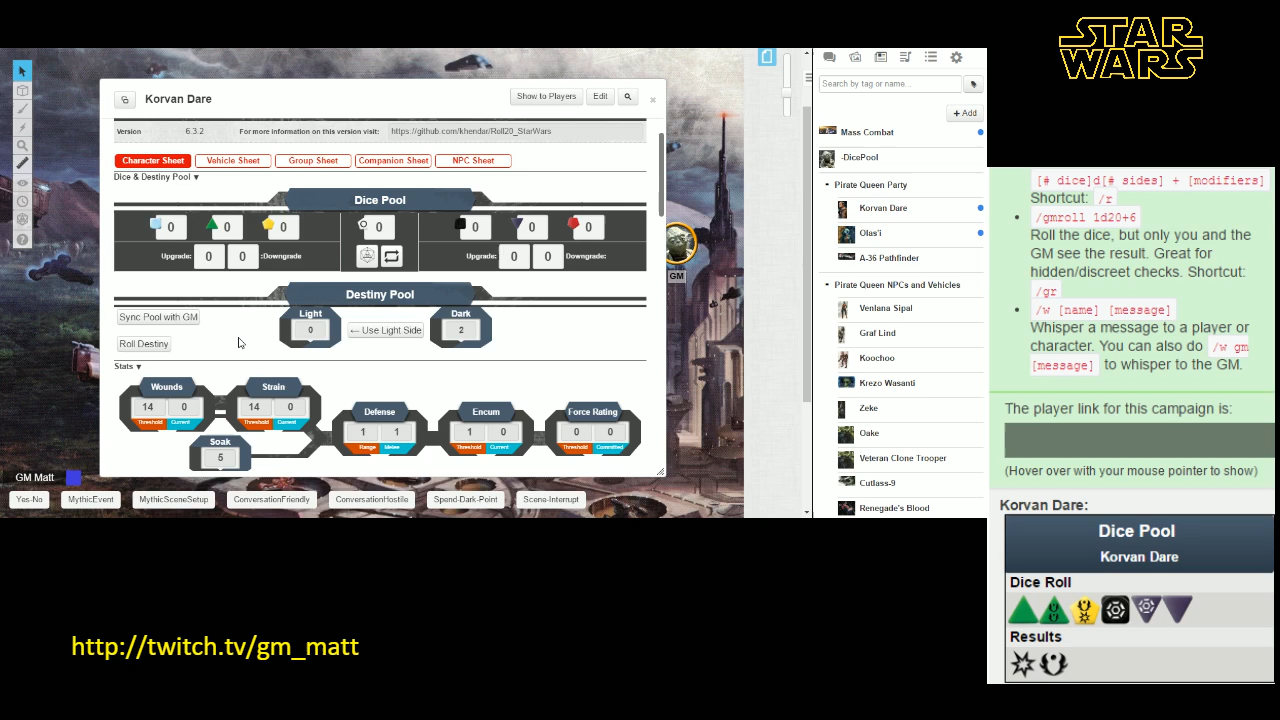 STAR
WARS
Korvan Dare
Show to Players
Edit
Version
6.3.2
For more information on this version visit:
https://github.com/khendar/Roll20_StarWars
Character Sheet
Vehicle Sheet
Group Sheet
Companion Sheet
NPC Sheet
Dice & Destiny Pool ▼
Dice Pool
0
0
0
0
0
0
0
Upgrade:
0
0
:Downgrade
Upgrade:
0
0
Downgrade:
Destiny Pool
Sync Pool with GM
Roll Destiny
Light
0
← Use Light Side
Dark
2
Stats ▼
Wounds
14
0
Threshold
Current
Strain
14
0
Threshold
Current
Soak
5
Defense
1
1
Range
Melee
Encum
1
0
Threshold
Current
Force Rating
0
0
Threshold
Committed
GM
GM Matt
Yes-No
MythicEvent
MythicSceneSetup
ConversationFriendly
ConversationHostile
Spend-Dark-Point
Scene-Interrupt
Search by tag or name...
+ Add
Mass Combat
-DicePool
Pirate Queen Party
Korvan Dare
Olas'i
A-36 Pathfinder
Pirate Queen NPCs and Vehicles
Venlana Sipal
Graf Lind
Koochoo
Krezo Wasanti
Zeke
Oake
Veteran Clone Trooper
Cutlass-9
Renegade's Blood
[# dice]d[# sides] + [modifiers]
Shortcut: /r
/gmroll 1d20+6
Roll the dice, but only you and the
GM see the result. Great for
hidden/discreet checks. Shortcut:
/gr
/w [name] [message]
Whisper a message to a player or
character. You can also do /w gm
[message] to whisper to the GM.
The player link for this campaign is:
(Hover over with your mouse pointer to show)
Korvan Dare:
Dice Pool
Korvan Dare
Dice Roll
Results
http://twitch.tv/gm_matt